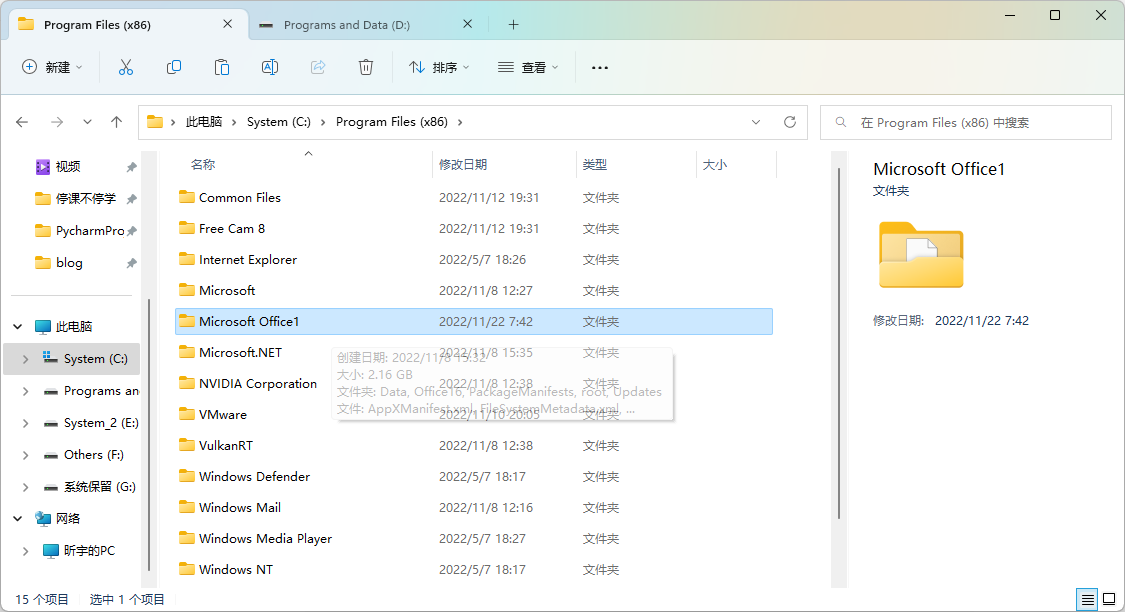 Program Files (x86)
Programs and Data (D:)
新建
排序
查看
此电脑 > System (C:) > Program Files (x86) >
在 Program Files (x86) 中搜索
视频
停课不停学
PycharmPro
blog
此电脑
System (C:)
Programs an
System_2 (E:)
Others (F:)
系统保留 (G:)
网络
昕宇的PC
名称 修改日期 类型 大小
Common Files 2022/11/12 19:31 文件夹
Free Cam 8 2022/11/12 19:31 文件夹
Internet Explorer 2022/5/7 18:26 文件夹
Microsoft 2022/11/8 12:27 文件夹
Microsoft Office1 2022/11/22 7:42 文件夹
Microsoft.NET 2022/11/8 15:35 文件夹
NVIDIA Corporation 2022/11/8 12:38 文件夹
VMware 2022/11/10 20:05 文件夹
VulkanRT 2022/11/8 12:38 文件夹
Windows Defender 2022/5/7 18:17 文件夹
Windows Mail 2022/11/8 12:16 文件夹
Windows Media Player 2022/5/7 18:27 文件夹
Windows NT 2022/5/7 18:17 文件夹
创建日期: 2022/11/8 15:32
大小: 2.16 GB
文件夹: Data, Office16, PackageManifests, root, Updates
文件: AppXManifest.xml, FileSystemMetadata.xml, ...
Microsoft Office1
文件夹
修改日期: 2022/11/22 7:42
15 个项目 选中 1 个项目